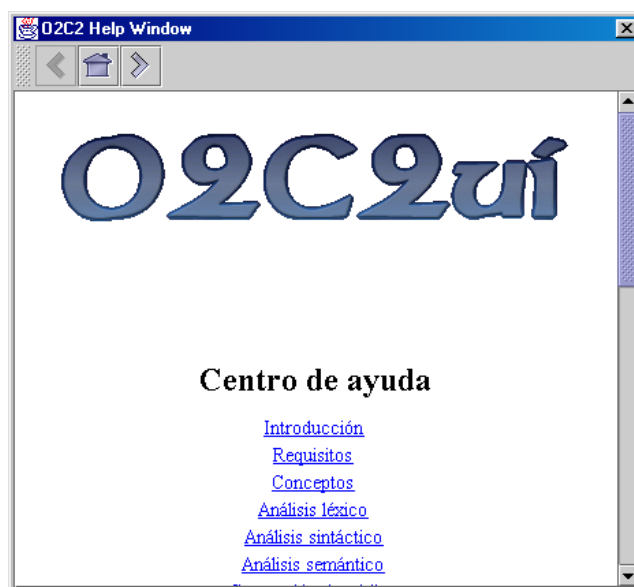 O2C2 Help Window
O2C2uí
Centro de ayuda
Introducción
Requisitos
Conceptos
Análisis léxico
Análisis sintáctico
Análisis semántico